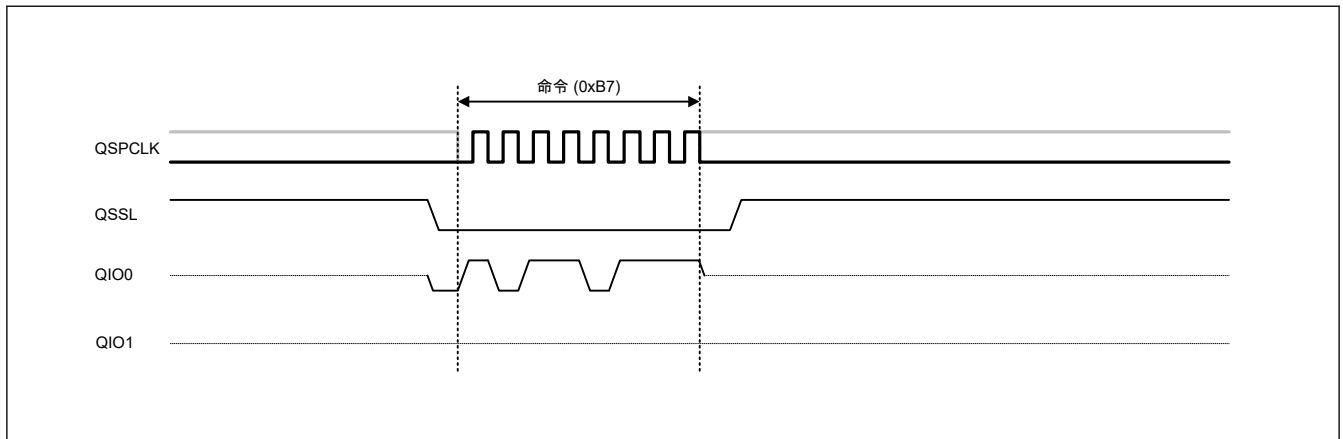 命令 (0xB7)
QSPCLK
QSSL
QIO0
QIO1